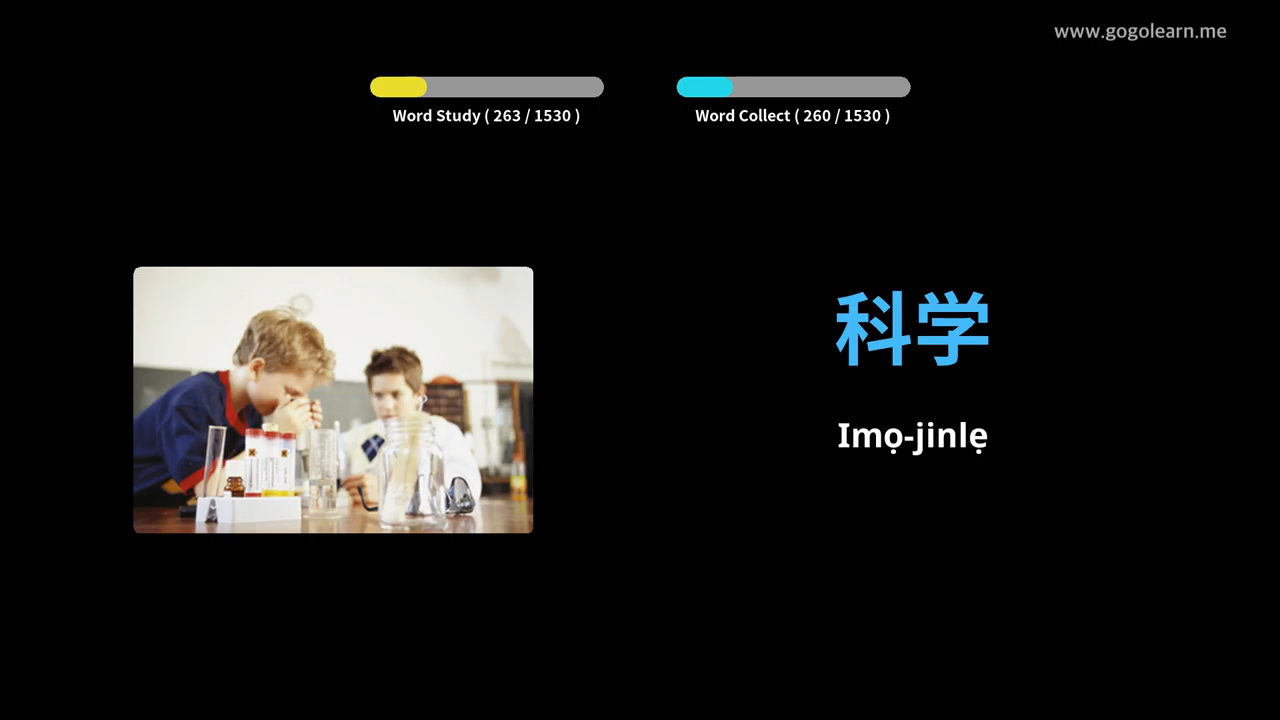 www.gogolearn.me
Word Study ( 263 / 1530 )
Word Collect ( 260 / 1530 )
科学
Imọ-jinlẹ